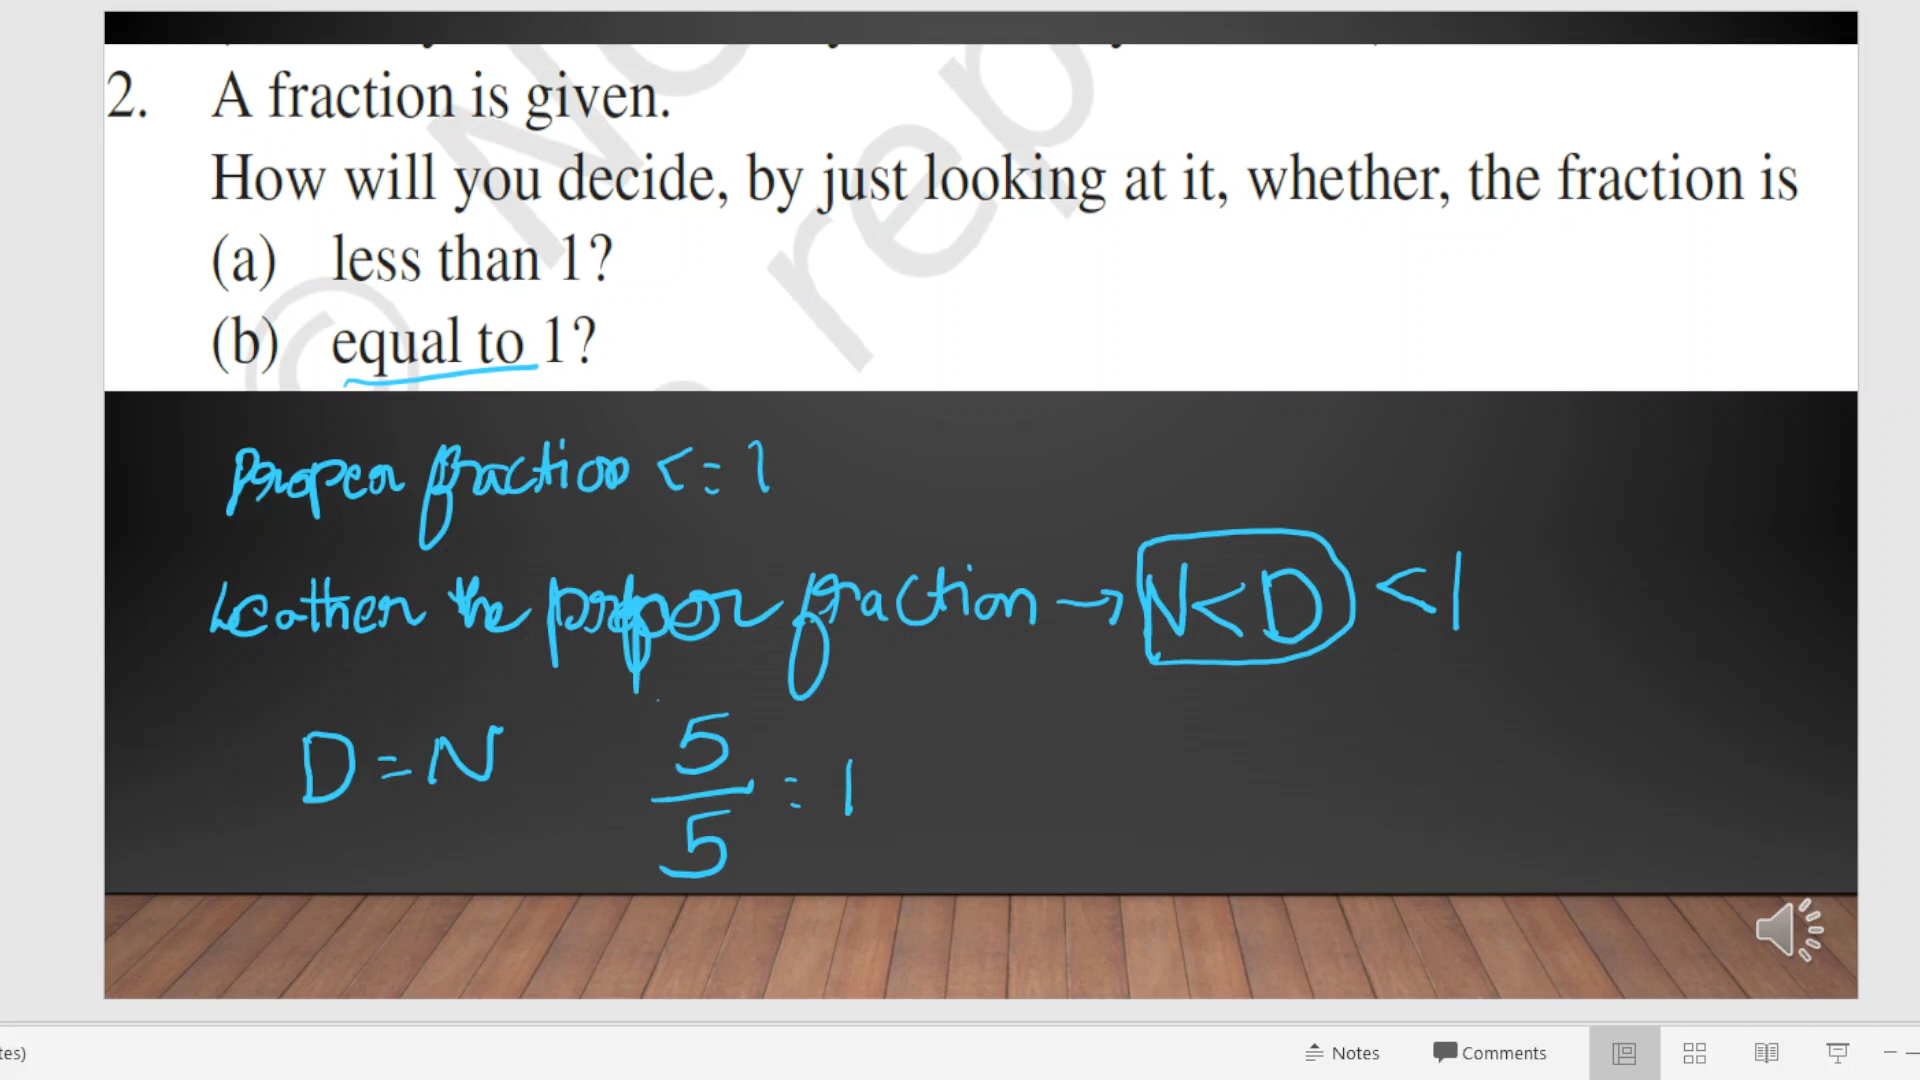 2. A fraction is given.
How will you decide, by just looking at it, whether, the fraction is
(a) less than 1?
(b) equal to 1?
Proper fraction <= 1
the proper fraction → N<D < 1
D=N 5/5 = 1
tes)
Notes Comments